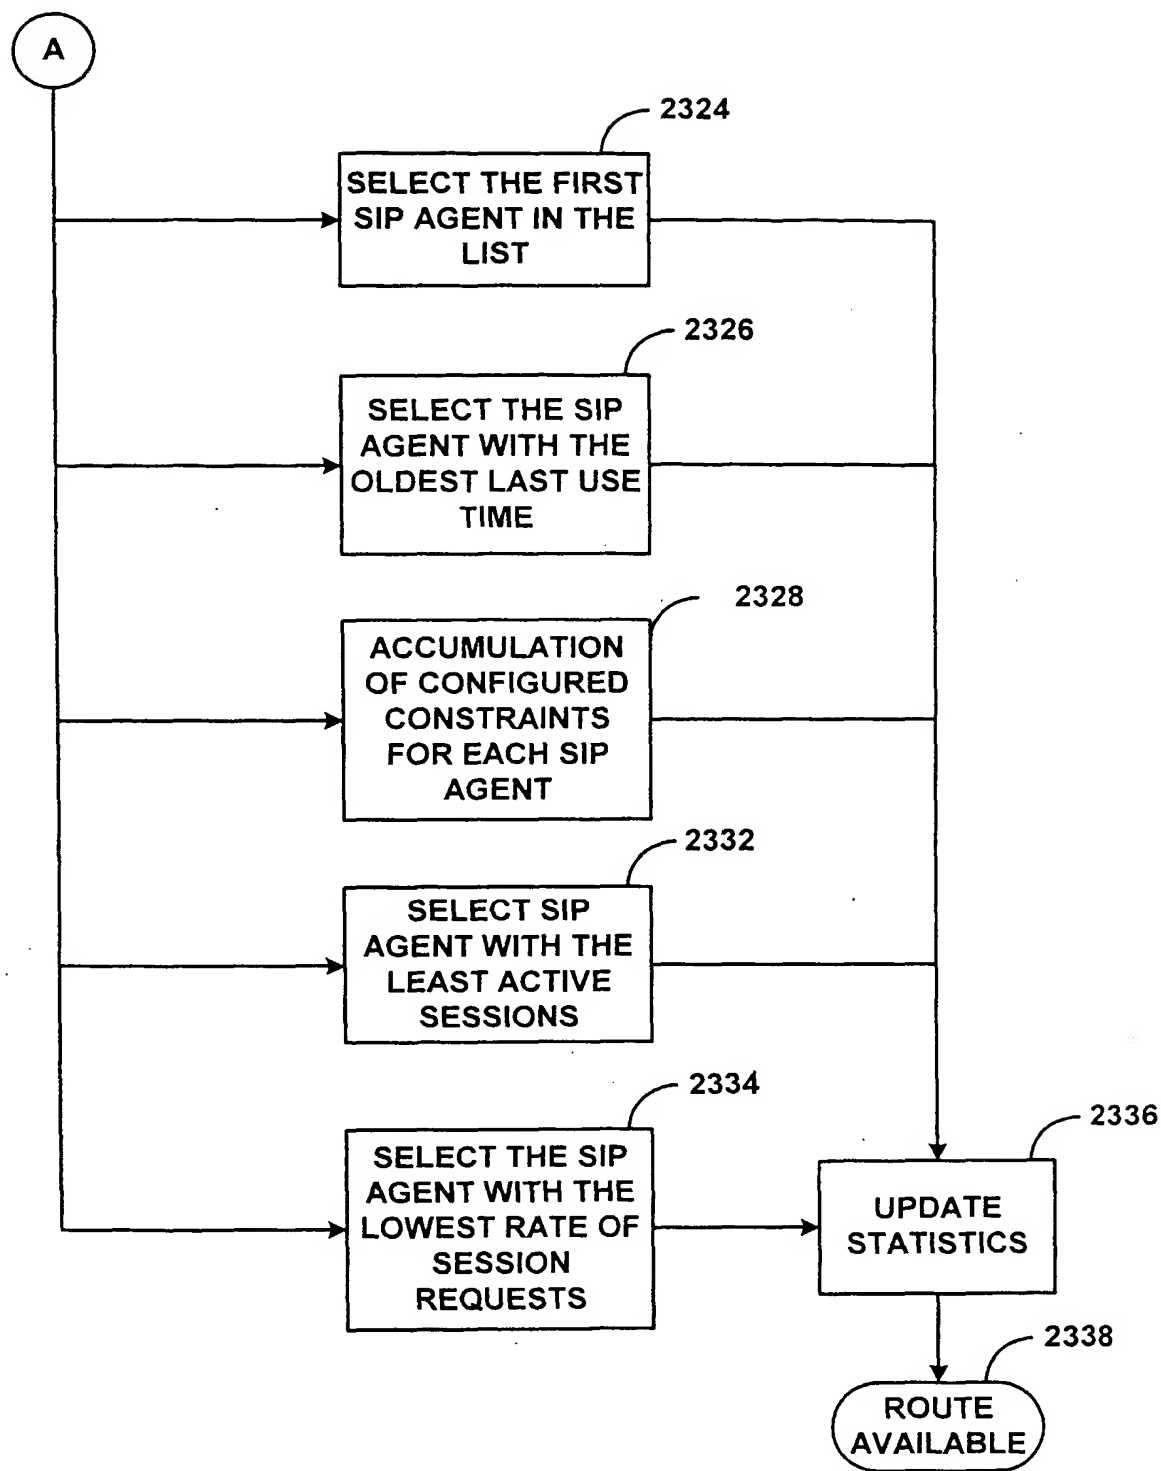 A
2324
SELECT THE FIRST
SIP AGENT IN THE
LIST
2326
SELECT THE SIP
AGENT WITH THE
OLDEST LAST USE
TIME
2328
ACCUMULATION
OF CONFIGURED
CONSTRAINTS
FOR EACH SIP
AGENT
2332
SELECT SIP
AGENT WITH THE
LEAST ACTIVE
SESSIONS
2334
SELECT THE SIP
AGENT WITH THE
LOWEST RATE OF
SESSION
REQUESTS
2336
UPDATE
STATISTICS
2338
ROUTE
AVAILABLE